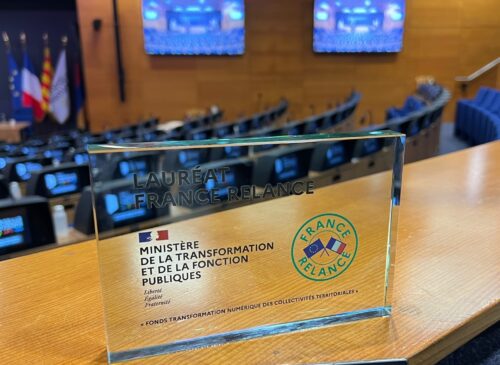 LAURÉAT
FRANCE RELANCE
MINISTÈRE
DE LA TRANSFORMATION
ET DE LA FONCTION
PUBLIQUES
Liberté
Égalité
Fraternité
FRANCE
RELANCE
« FONDS TRANSFORMATION NUMÉRIQUE DES COLLECTIVITÉS TERRITORIALES »